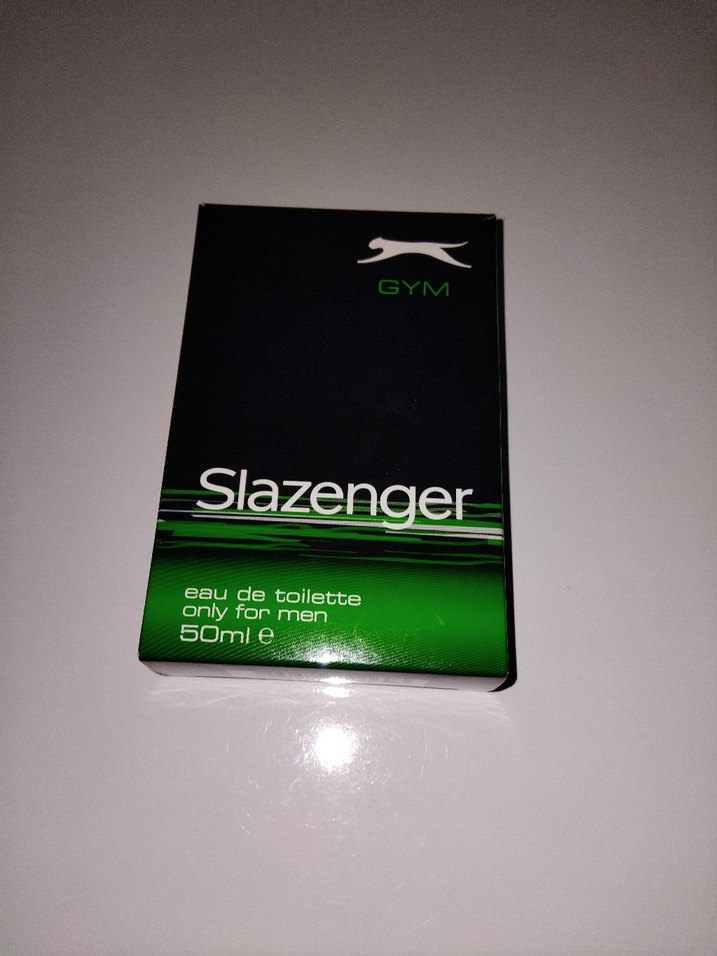 GYM
Slazenger
eau de toilette
only for men
50ml ℮